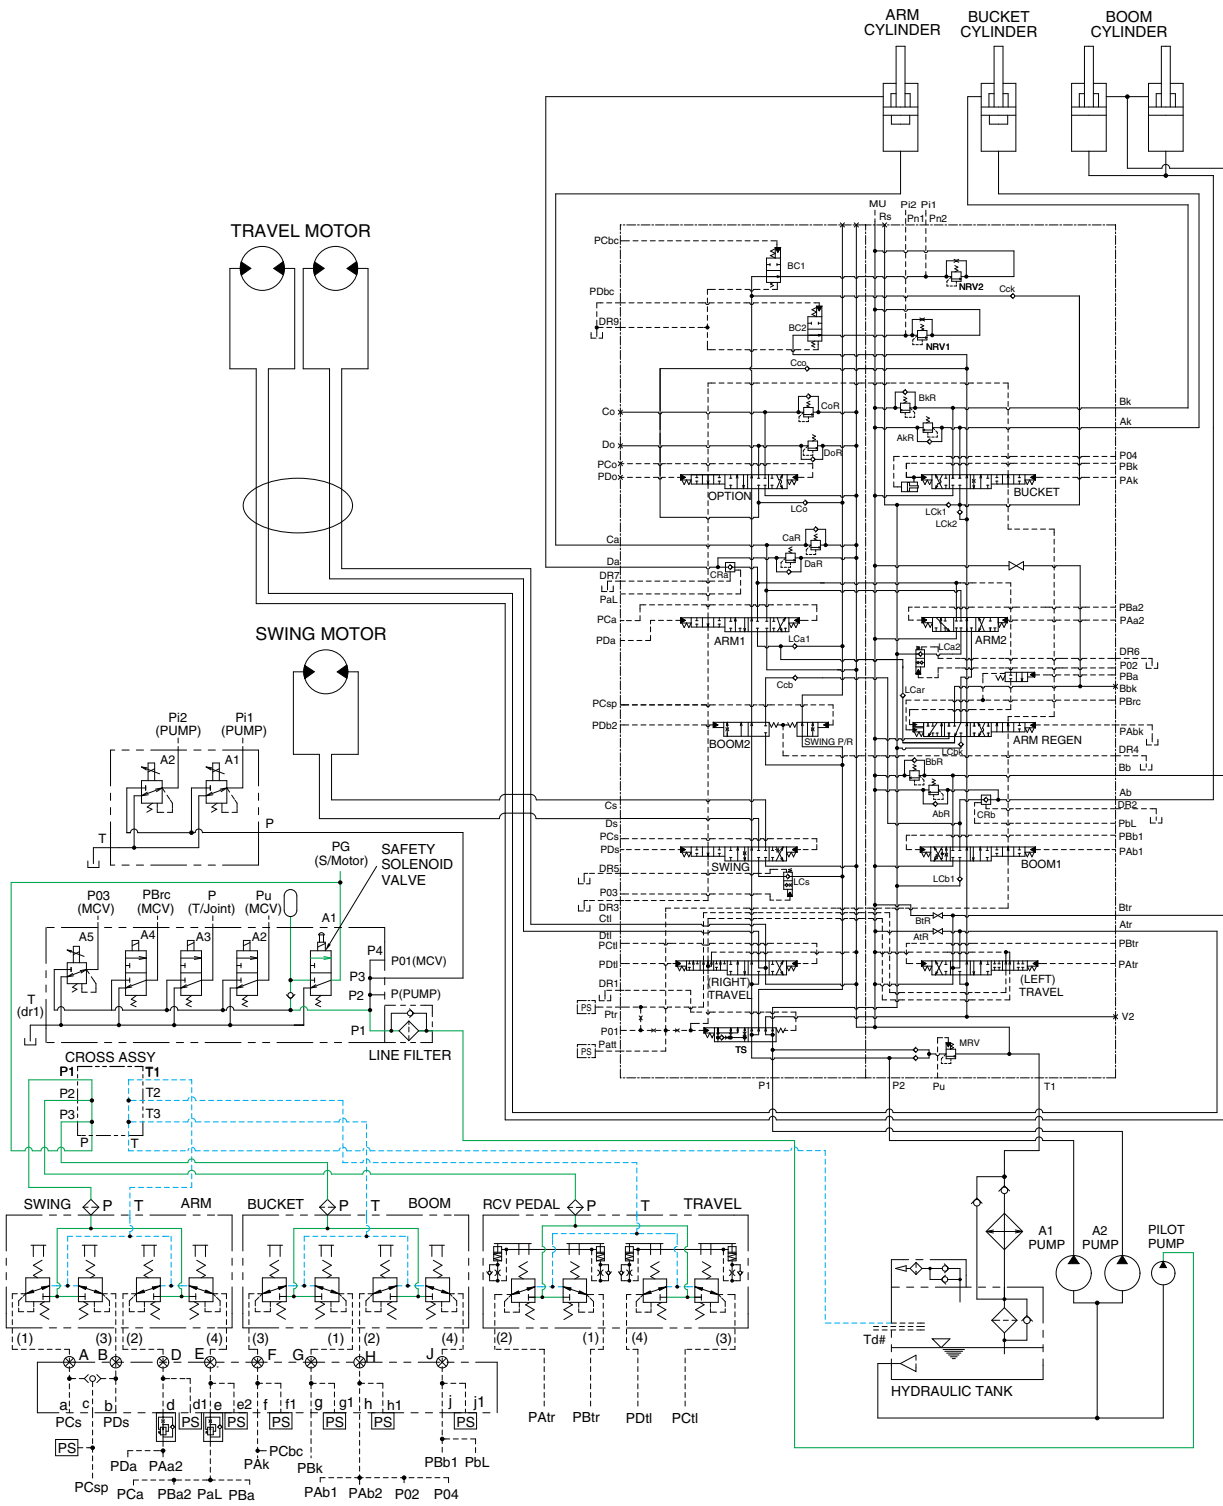 ARM
CYLINDER
BUCKET
CYLINDER
BOOM
CYLINDER
TRAVEL MOTOR
SWING MOTOR
MU
Rs
Pi2 Pi1
Pn1 Pn2
PCbc
BC1
NRV2
Cck
PDbc
DR9
BC2
NRV1
Cco
Co
CoR
BkR
Bk
Do
DoR
AkR
Ak
PCo
PDo
OPTION
BUCKET
P04
PBk
PAk
LCo
LCk1
LCk2
Ca
CaR
Da
DaR
CRa
DR7
PaL
PCa
PDa
ARM1
ARM2
PBa2
PAa2
LCa1
LCa2
DR6
P02
PBa
Bbk
PBrc
Ccb
LCar
PCsp
PDb2
BOOM2
SWING P/R
ARM REGEN
LCbk
PAbk
DR4
BbR
Bb
AbR
CRb
Ab
DR2
PbL
PBb1
PAb1
Cs
Ds
PCs
PDs
SWING
BOOM1
DR5
LCs
LCb1
P03
DR3
Ctl
Dtl
PCtl
PDtl
BtR
AtR
Btr
Atr
PBtr
PAtr
(RIGHT)
TRAVEL
(LEFT)
TRAVEL
DR1
PS
Ptr
P01
Patt
PS
TS
V2
MRV
P1
P2
Pu
T1
Pi2
(PUMP)
Pi1
(PUMP)
A2
A1
T
P
PG
(S/Motor)
SAFETY
SOLENOID
VALVE
P03
(MCV)
PBrc
(MCV)
P
(T/Joint)
Pu
(MCV)
A5
A4
A3
A2
A1
P4
P01(MCV)
P3
P2
P(PUMP)
P1
T
(dr1)
LINE FILTER
CROSS ASSY
P1
T1
P2
T2
P3
T3
P
T
SWING
P
T
ARM
BUCKET
P
T
BOOM
RCV PEDAL
P
T
TRAVEL
(1)
(3)
(2)
(4)
(3)
(1)
(2)
(4)
(2)
(1)
(4)
(3)
A
B
D
E
F
G
H
J
a
c
b
d
d1
e
e2
f
f1
g
g1
h
h1
j
j1
PCs
PDs
PS
PS
PS
PS
PS
PS
PS
PCsp
PDa
PAa2
PCa
PBa2
PaL
PBa
PAk
PCbc
PBk
PAb1
PAb2
P02
P04
PBb1
PbL
PAtr
PBtr
PDtl
PCtl
A1
PUMP
A2
PUMP
PILOT
PUMP
Td#
HYDRAULIC TANK